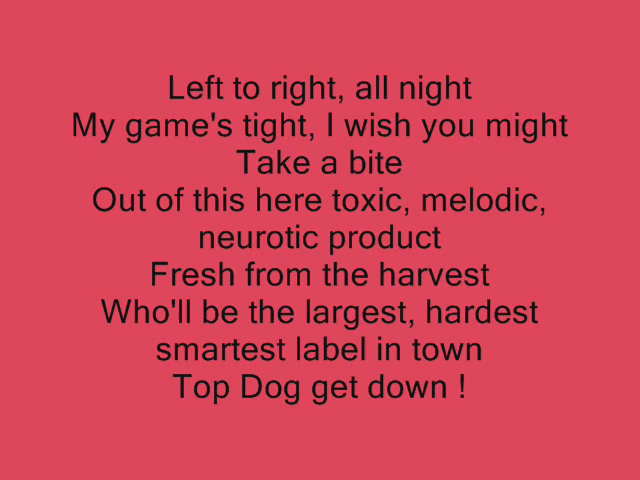 Left to right, all night
My game's tight, I wish you might
Take a bite
Out of this here toxic, melodic,
neurotic product
Fresh from the harvest
Who'll be the largest, hardest
smartest label in town
Top Dog get down !